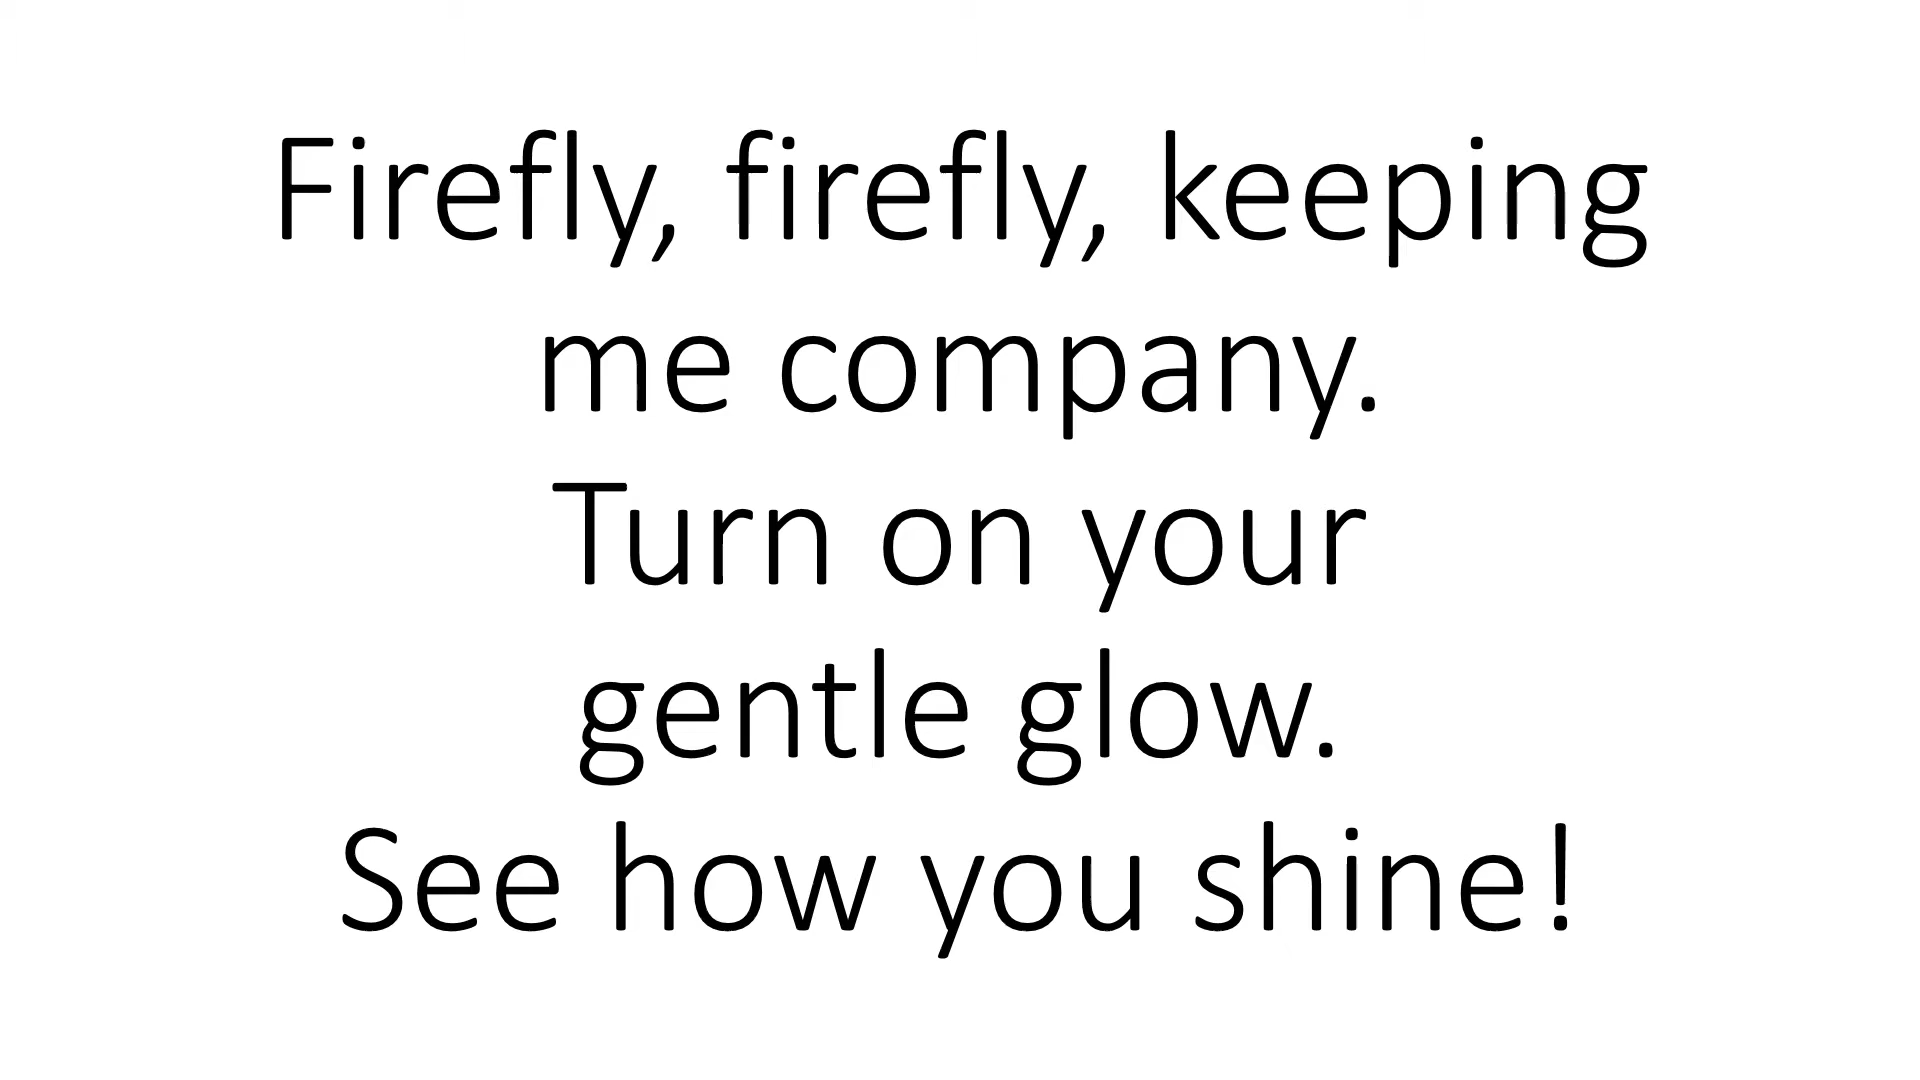 Firefly, firefly, keeping
me company.
Turn on your
gentle glow.
See how you shine!